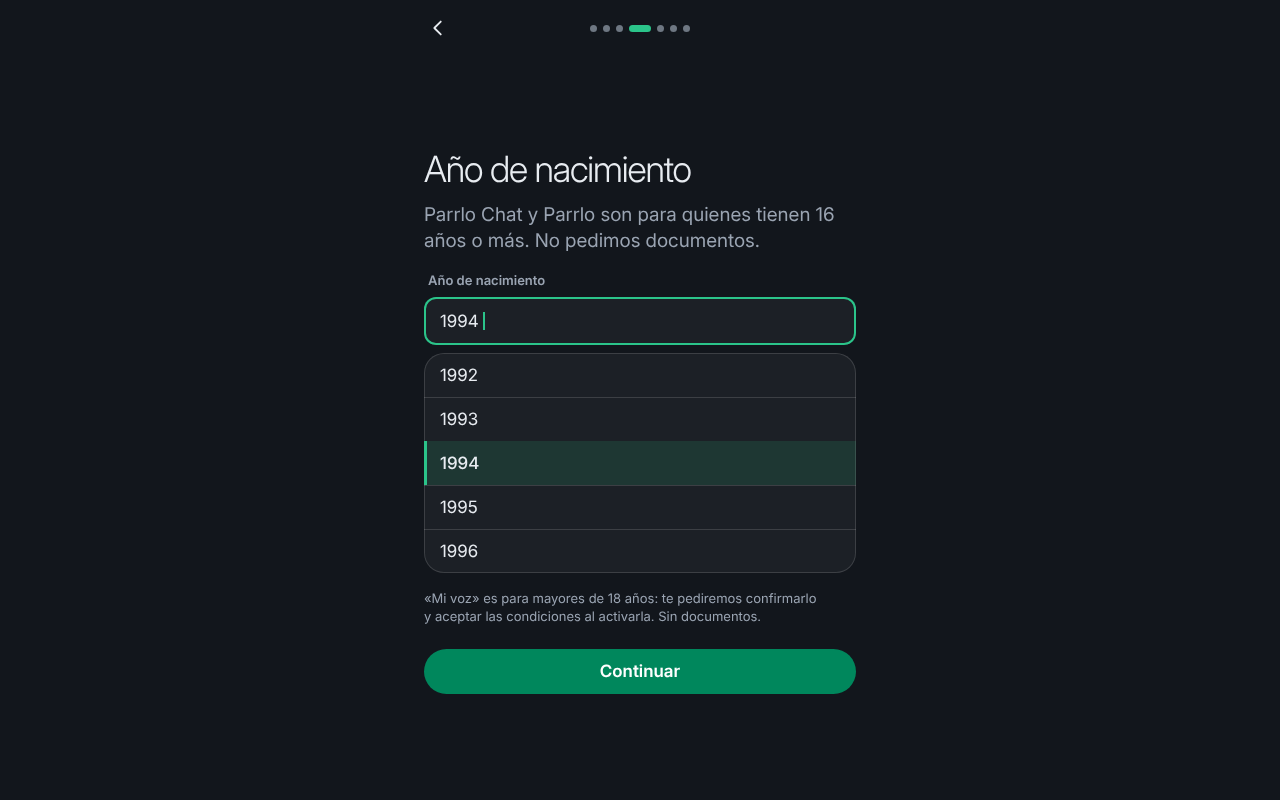 Año de nacimiento
Parrlo Chat y Parrlo son para quienes tienen 16
años o más. No pedimos documentos.
Año de nacimiento
1994
1992
1993
1994
1995
1996
«Mi voz» es para mayores de 18 años: te pediremos confirmarlo
y aceptar las condiciones al activarla. Sin documentos.
Continuar